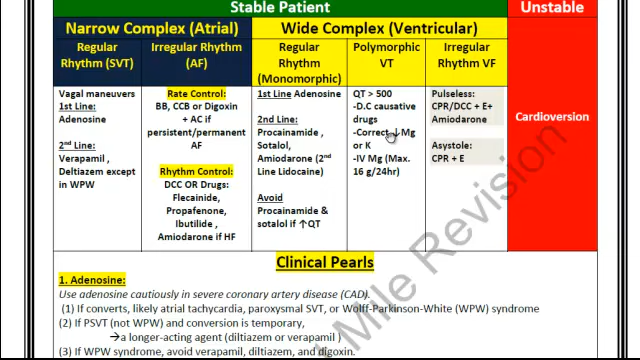 Stable Patient
Unstable
Narrow Complex (Atrial)
Wide Complex (Ventricular)
Regular
Rhythm (SVT)
Irregular Rhythm
(AF)
Regular
Rhythm
(Monomorphic)
Polymorphic
VT
Irregular
Rhythm VF
Vagal maneuvers
1st Line:
Adenosine
2nd Line:
Verapamil ,
Deltiazem except
in WPW
Rate Control:
BB, CCB or Digoxin
+ AC if
persistent/permanent
AF
Rhythm Control:
DCC OR Drugs:
Flecainide,
Propafenone,
Ibutilide ,
Amiodarone if HF
1st Line Adenosine
2nd Line:
Procainamide ,
Sotalol,
Amiodarone (2nd
Line Lidocaine)
Avoid
Procainamide &
sotalol if ↑QT
QT > 500
-D.C causative
drugs
-Correct ↓Mg
or K
-IV Mg (Max.
16 g/24hr)
Pulseless:
CPR/DCC + E+
Amiodarone
Asystole:
CPR + E
Cardioversion
Clinical Pearls
1. Adenosine:
Use adenosine cautiously in severe coronary artery disease (CAD).
(1) If converts, likely atrial tachycardia, paroxysmal SVT, or Wolff-Parkinson-White (WPW) syndrome
(2) If PSVT (not WPW) and conversion is temporary,
→a longer-acting agent (diltiazem or verapamil )
(3) If WPW syndrome, avoid verapamil, diltiazem, and digoxin.
Mile Revision